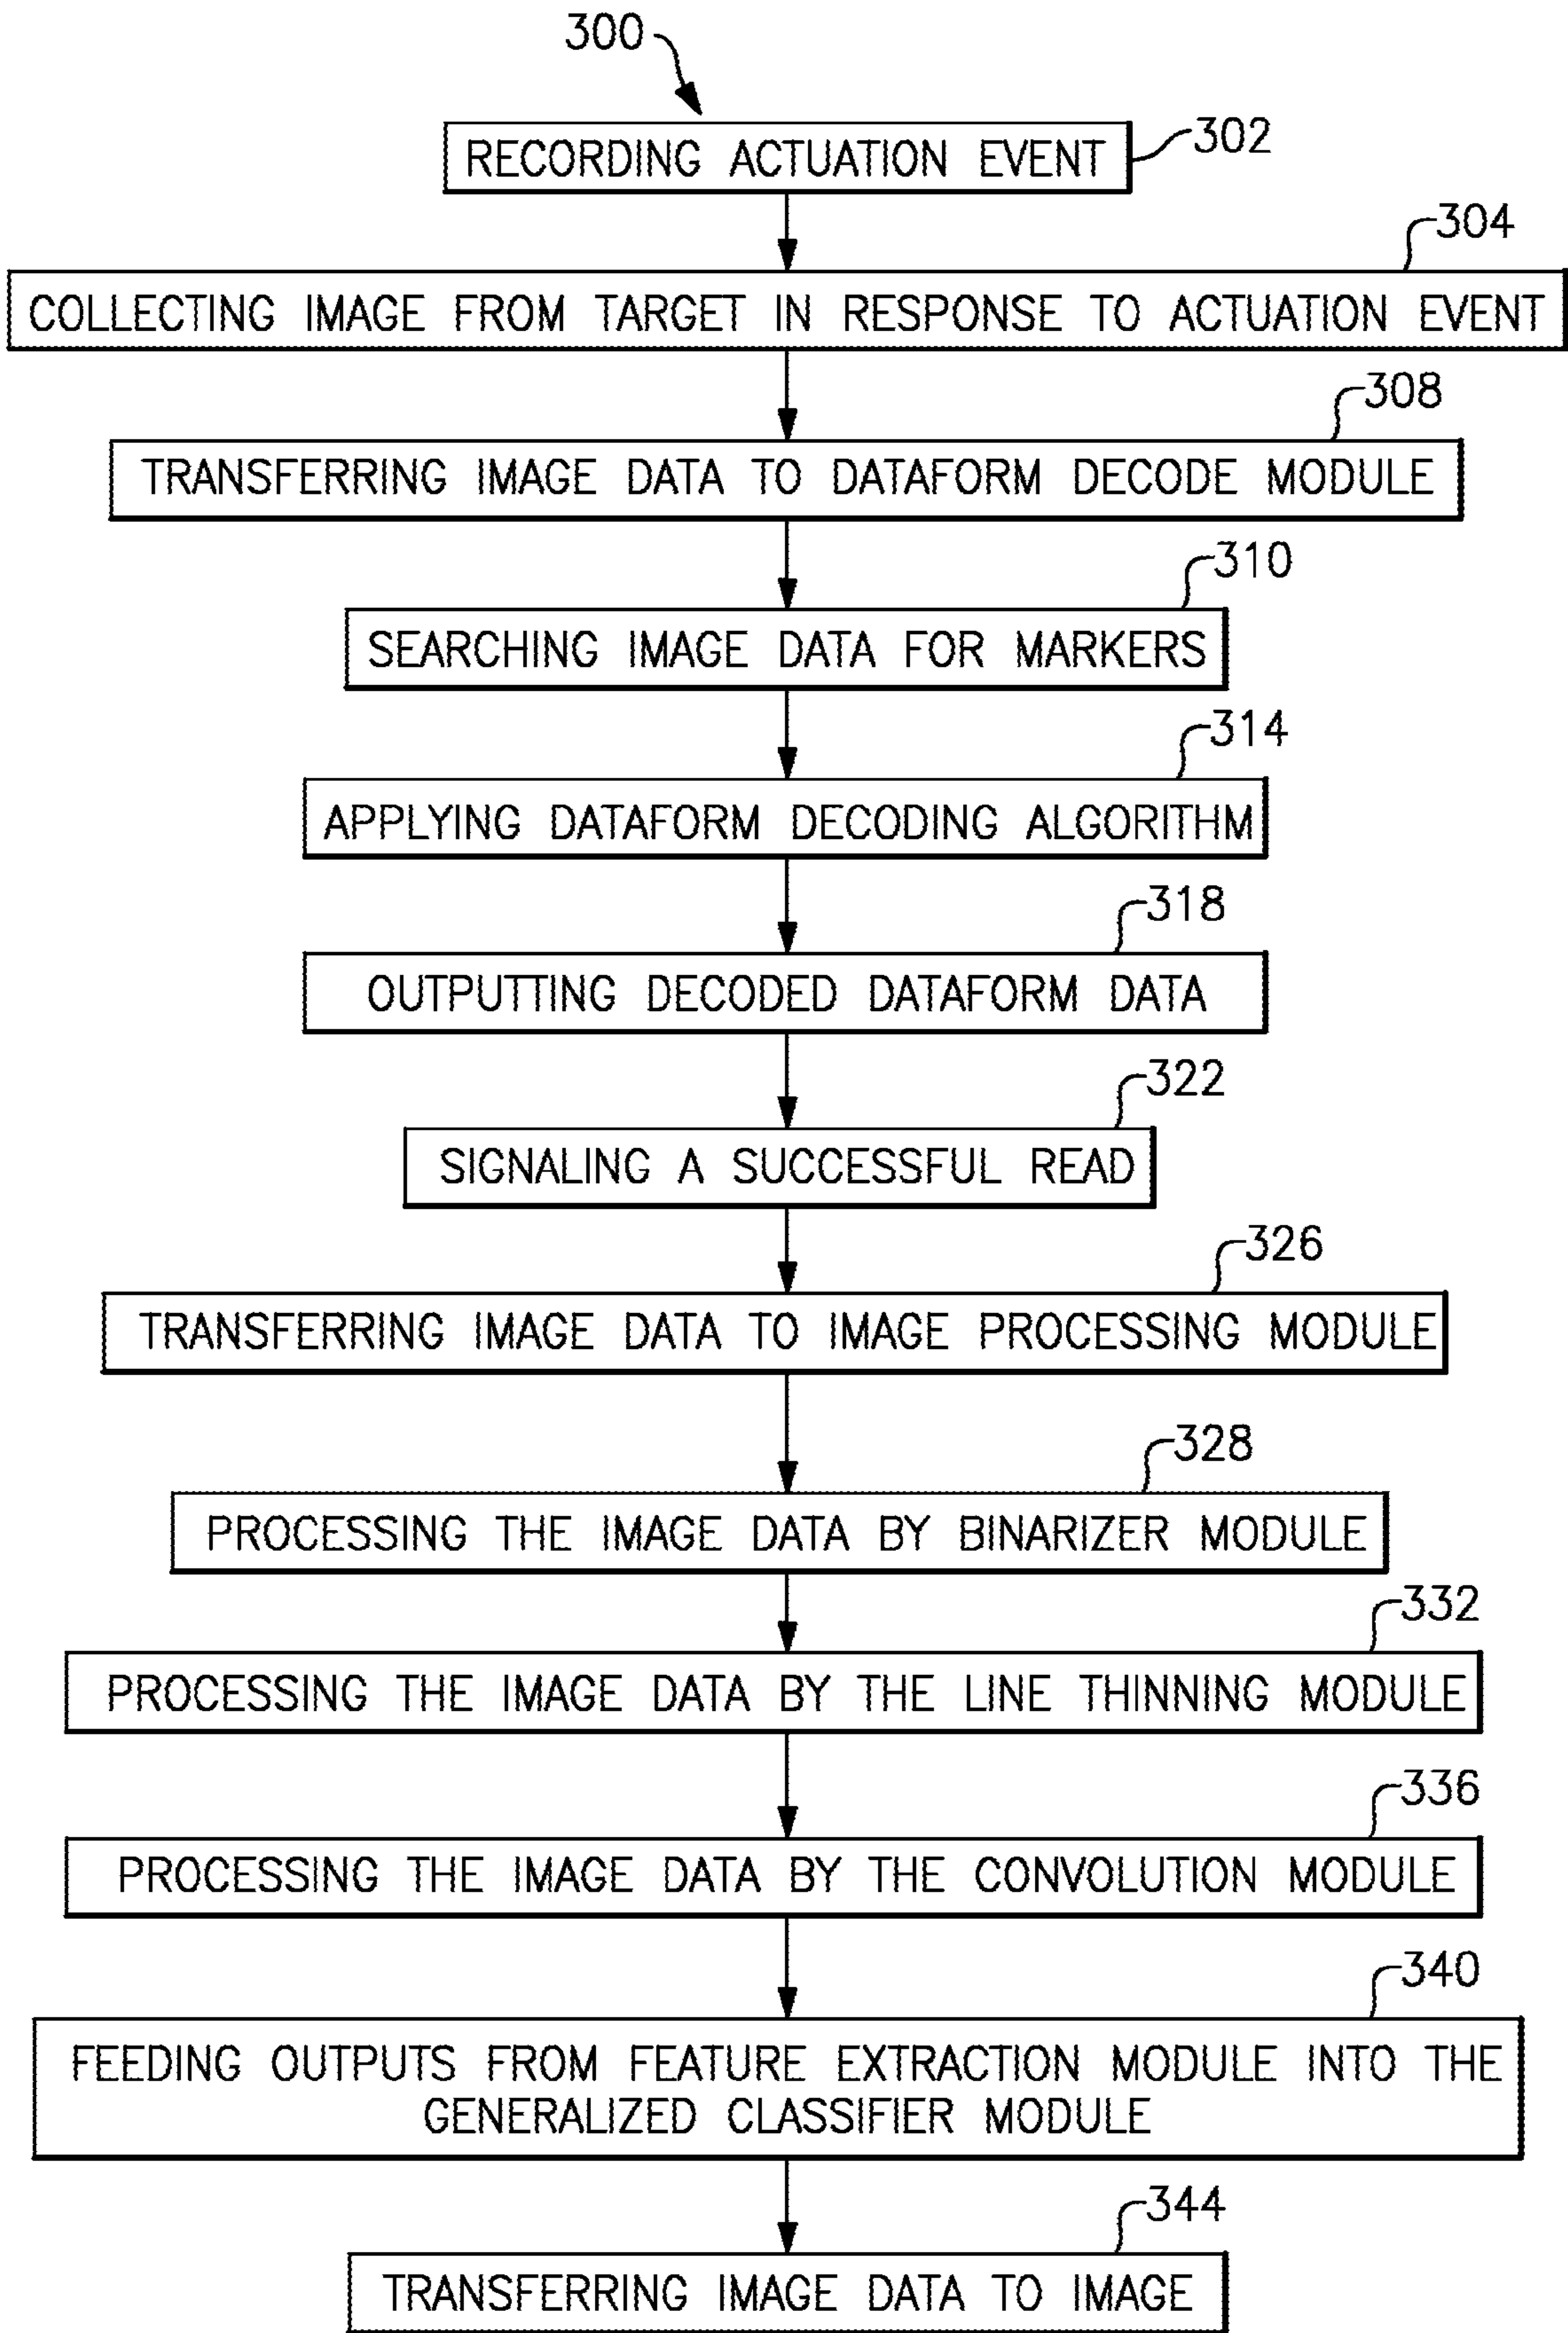 300
RECORDING ACTUATION EVENT
302
304
COLLECTING IMAGE FROM TARGET IN RESPONSE TO ACTUATION EVENT
308
TRANSFERRING IMAGE DATA TO DATAFORM DECODE MODULE
310
SEARCHING IMAGE DATA FOR MARKERS
314
APPLYING DATAFORM DECODING ALGORITHM
318
OUTPUTTING DECODED DATAFORM DATA
322
SIGNALING A SUCCESSFUL READ
326
TRANSFERRING IMAGE DATA TO IMAGE PROCESSING MODULE
328
PROCESSING THE IMAGE DATA BY BINARIZER MODULE
332
PROCESSING THE IMAGE DATA BY THE LINE THINNING MODULE
336
PROCESSING THE IMAGE DATA BY THE CONVOLUTION MODULE
340
FEEDING OUTPUTS FROM FEATURE EXTRACTION MODULE INTO THE
GENERALIZED CLASSIFIER MODULE
344
TRANSFERRING IMAGE DATA TO IMAGE